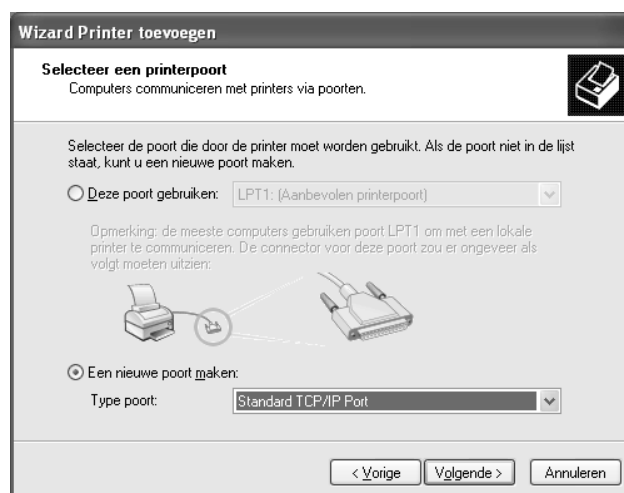 Wizard Printer toevoegen
Selecteer een printerpoort
Computers communiceren met printers via poorten.
Selecteer de poort die door de printer moet worden gebruikt. Als de poort niet in de lijst
staat, kunt u een nieuwe poort maken.
Deze poort gebruiken: LPT1: (Aanbevolen printerpoort)
Opmerking: de meeste computers gebruiken poort LPT1 om met een lokale
printer te communiceren. De connector voor deze poort zou er ongeveer als
volgt moeten uitzien:
Een nieuwe poort maken:
Type poort: Standard TCP/IP Port
< Vorige Volgende > Annuleren